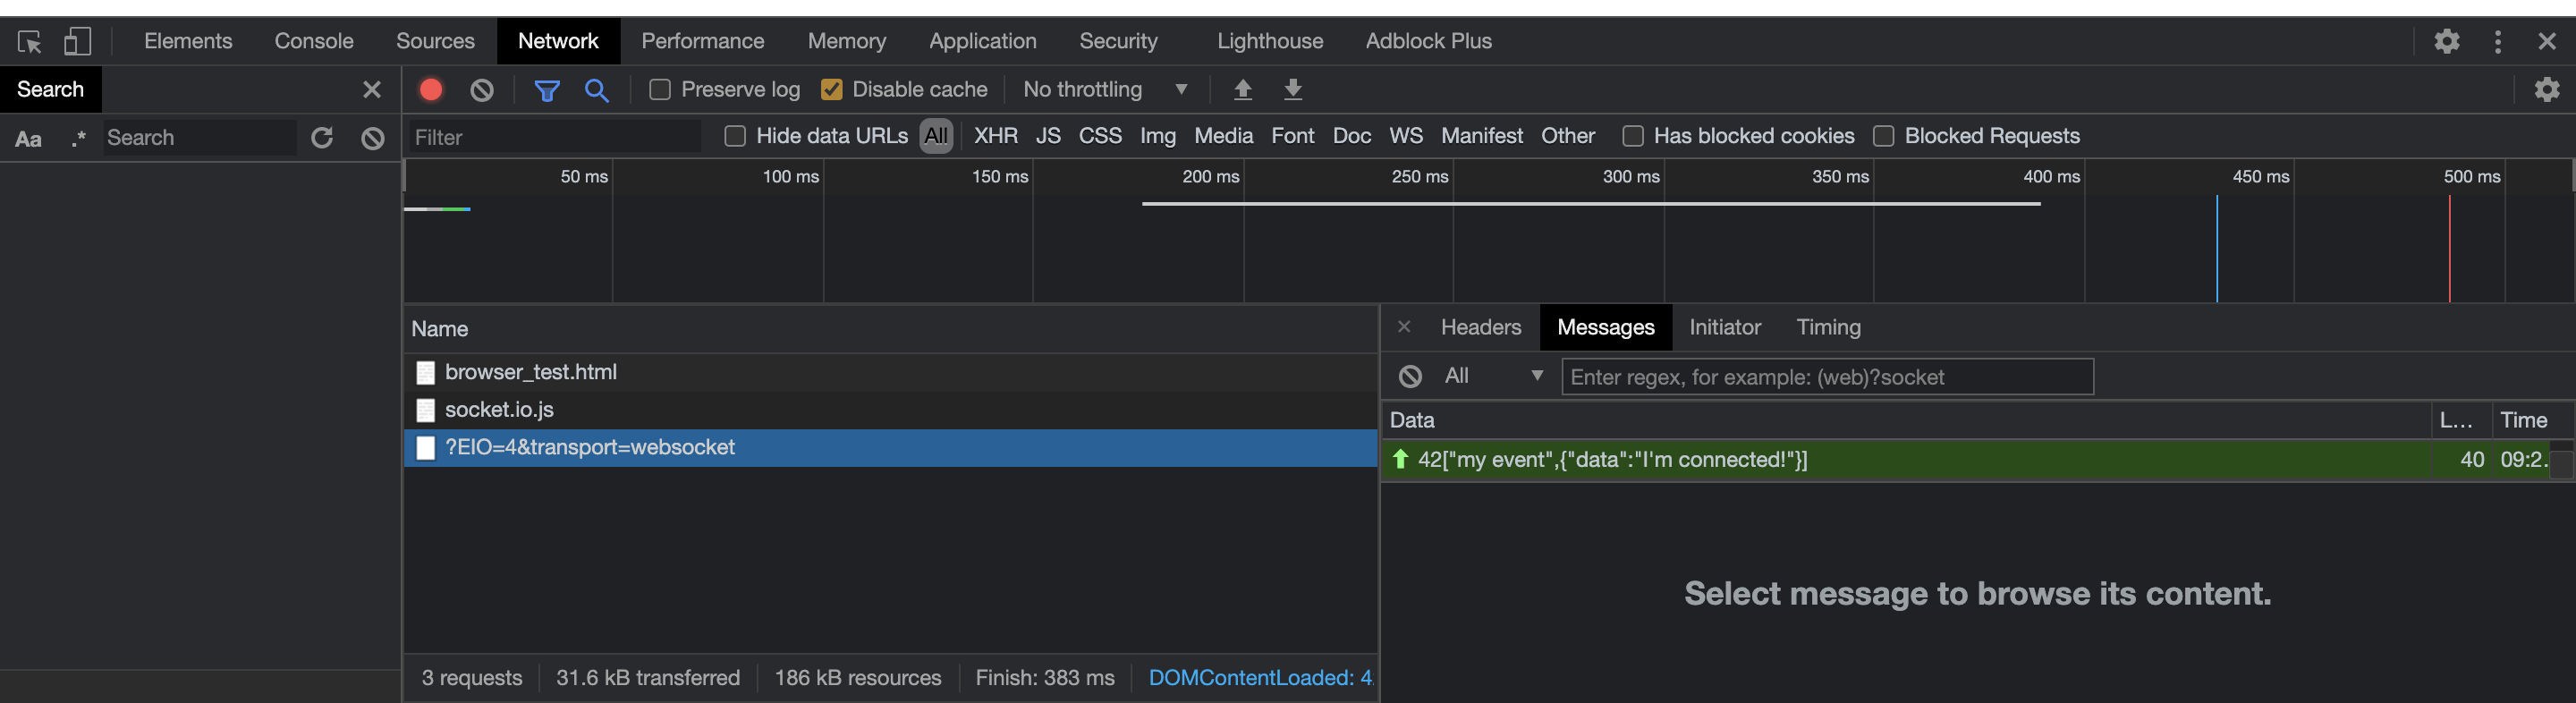 Elements Console Sources Network Performance Memory Application Security Lighthouse Adblock Plus
Search Preserve log Disable cache No throttling
Aa .* Search Filter Hide data URLs All XHR JS CSS Img Media Font Doc WS Manifest Other Has blocked cookies Blocked Requests
50 ms 100 ms 150 ms 200 ms 250 ms 300 ms 350 ms 400 ms 450 ms 500 ms
Name
browser_test.html
socket.io.js
?EIO=4&transport=websocket
3 requests 31.6 kB transferred 186 kB resources Finish: 383 ms DOMContentLoaded: 4
Headers Messages Initiator Timing
All Enter regex, for example: (web)?socket
Data L... Time
42["my event",{"data":"I'm connected!"}] 40 09:2.
Select message to browse its content.